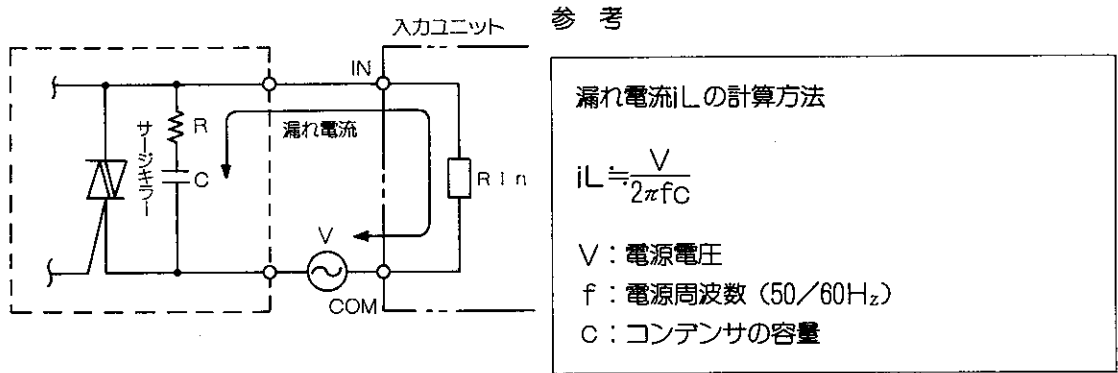 入力ユニット
IN
サージキラー
R
C
漏れ電流
Rin
V
COM
参 考
漏れ電流iLの計算方法
iL≒V/2πfC
V：電源電圧
f：電源周波数（50／60Hz）
C：コンデンサの容量